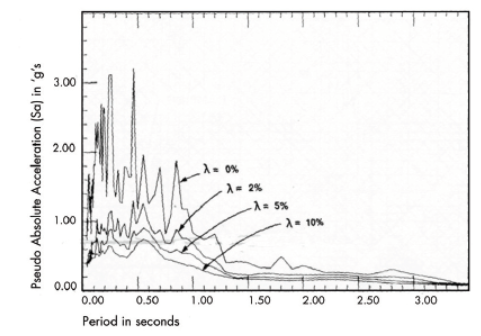 Pseudo Absolute Acceleration (Sa) in 'g's
3.00
2.00
1.00
0.00
λ = 0%
λ = 2%
λ = 5%
λ = 10%
0.00 0.50 1.00 1.50 2.00 2.50 3.00
Period in seconds